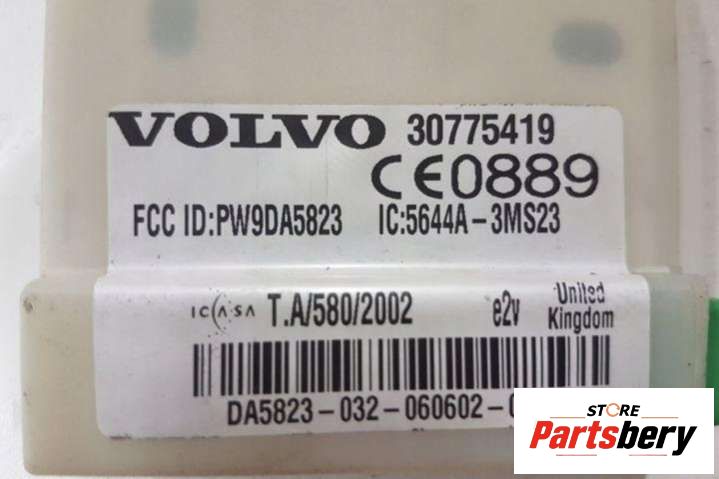 VOLVO 30775419
CE0889
FCC ID:PW9DA5823 IC:5644A-3MS23
ICASA T.A/580/2002 e2v United Kingdom
DA5823-032-060602-
STORE
Partsbery